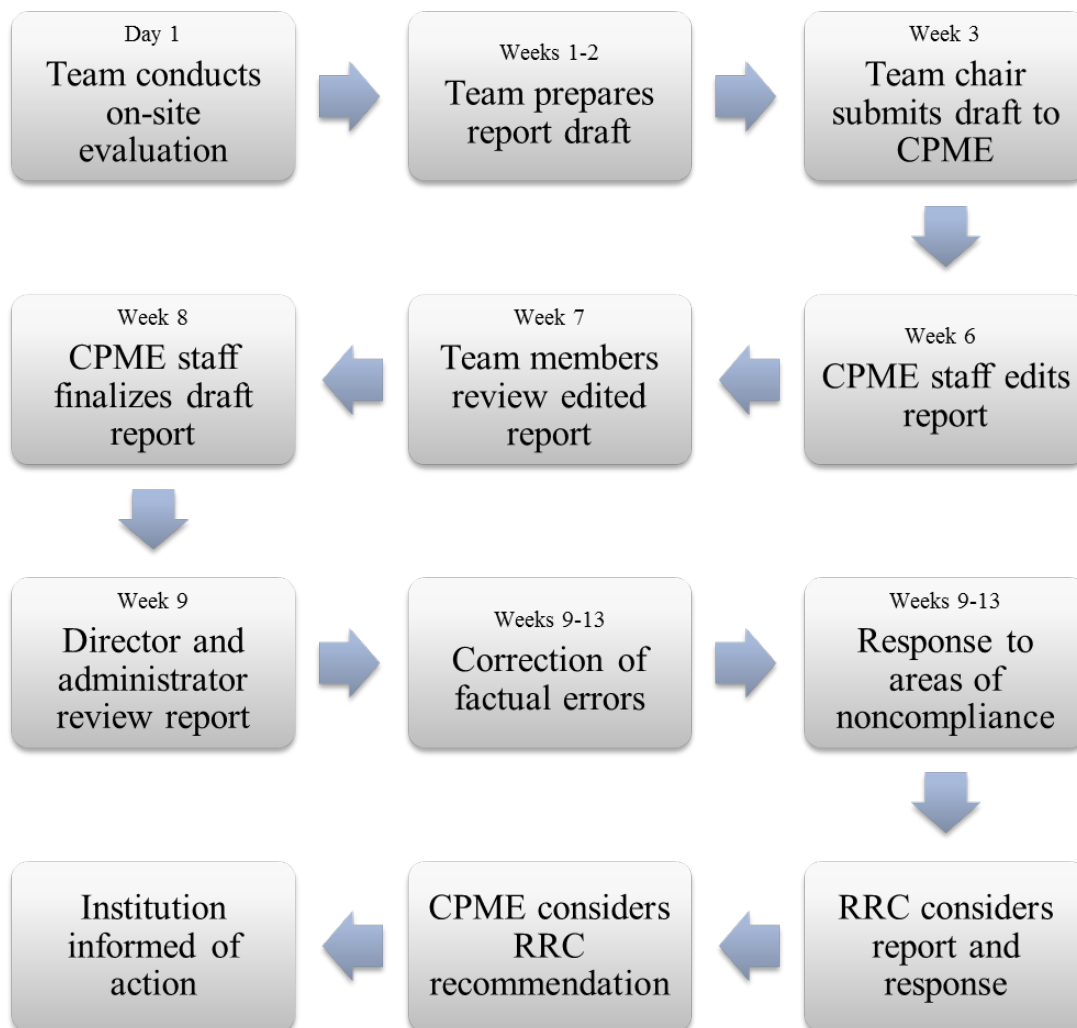 Day 1
Team conducts
on-site
evaluation
Weeks 1-2
Team prepares
report draft
Week 3
Team chair
submits draft to
CPME
Week 6
CPME staff edits
report
Week 7
Team members
review edited
report
Week 8
CPME staff
finalizes draft
report
Week 9
Director and
administrator
review report
Weeks 9-13
Correction of
factual errors
Weeks 9-13
Response to
areas of
noncompliance
RRC considers
report and
response
CPME considers
RRC
recommendation
Institution
informed of
action